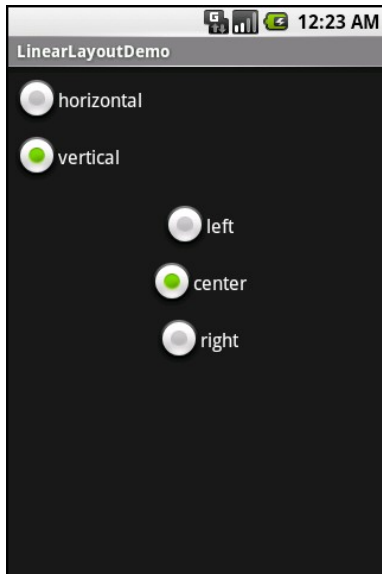 G
12:23 AM
LinearLayoutDemo
horizontal
vertical
left
center
right